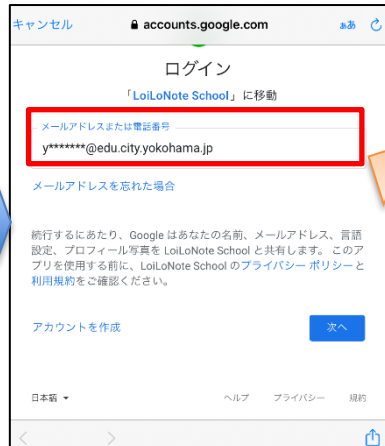 キャンセル accounts.google.com ぁあ
ログイン
「LoiLoNote School」に移動
メールアドレスまたは電話番号
y*******@edu.city.yokohama.jp
メールアドレスを忘れた場合
続行するにあたり、Google はあなたの名前、メールアドレス、言語
設定、プロフィール写真を LoiLoNote School と共有します。このア
プリを使用する前に、LoiLoNote School のプライバシー ポリシーと
利用規約をご確認ください。
アカウントを作成 次へ
日本語 ヘルプ プライバシー 規約